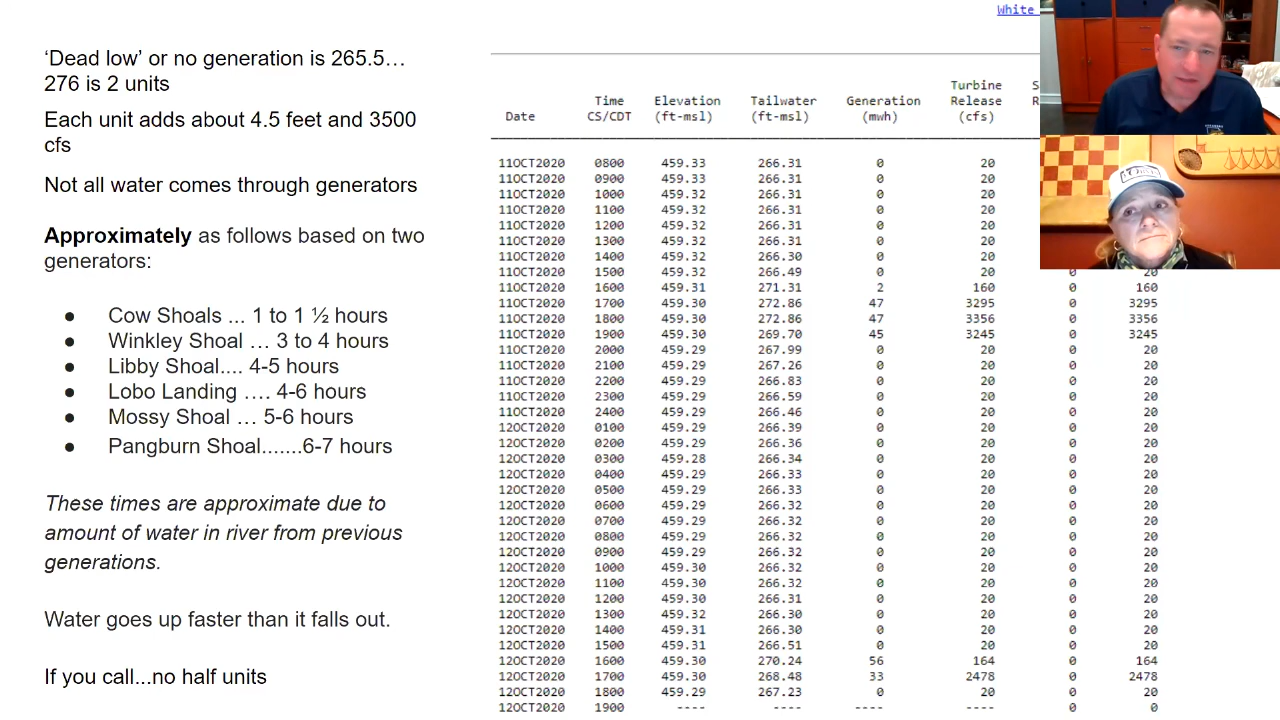 ‘Dead low’ or no generation is 265.5…
276 is 2 units
Each unit adds about 4.5 feet and 3500
cfs
Not all water comes through generators
Approximately as follows based on two
generators:
● Cow Shoals ... 1 to 1 ½ hours
● Winkley Shoal … 3 to 4 hours
● Libby Shoal.... 4-5 hours
● Lobo Landing …. 4-6 hours
● Mossy Shoal … 5-6 hours
● Pangburn Shoal.......6-7 hours
These times are approximate due to
amount of water in river from previous
generations.
Water goes up faster than it falls out.
If you call...no half units
White
Turbine S
Time Elevation Tailwater Generation Release R
Date CS/CDT (ft-msl) (ft-msl) (mwh) (cfs)
11OCT2020 0800 459.33 266.31 0 20
11OCT2020 0900 459.33 266.31 0 20
11OCT2020 1000 459.32 266.31 0 20
11OCT2020 1100 459.32 266.31 0 20
11OCT2020 1200 459.32 266.31 0 20
11OCT2020 1300 459.32 266.31 0 20
11OCT2020 1400 459.32 266.30 0 20
11OCT2020 1500 459.32 266.49 0 20 0 20
11OCT2020 1600 459.31 271.31 2 160 0 160
11OCT2020 1700 459.30 272.86 47 3295 0 3295
11OCT2020 1800 459.30 272.86 47 3356 0 3356
11OCT2020 1900 459.30 269.70 45 3245 0 3245
11OCT2020 2000 459.29 267.99 0 20 0 20
11OCT2020 2100 459.29 267.26 0 20 0 20
11OCT2020 2200 459.29 266.83 0 20 0 20
11OCT2020 2300 459.29 266.59 0 20 0 20
11OCT2020 2400 459.29 266.46 0 20 0 20
12OCT2020 0100 459.29 266.39 0 20 0 20
12OCT2020 0200 459.29 266.36 0 20 0 20
12OCT2020 0300 459.28 266.34 0 20 0 20
12OCT2020 0400 459.29 266.33 0 20 0 20
12OCT2020 0500 459.29 266.33 0 20 0 20
12OCT2020 0600 459.29 266.32 0 20 0 20
12OCT2020 0700 459.29 266.32 0 20 0 20
12OCT2020 0800 459.29 266.32 0 20 0 20
12OCT2020 0900 459.29 266.32 0 20 0 20
12OCT2020 1000 459.30 266.32 0 20 0 20
12OCT2020 1100 459.30 266.32 0 20 0 20
12OCT2020 1200 459.30 266.31 0 20 0 20
12OCT2020 1300 459.32 266.30 0 20 0 20
12OCT2020 1400 459.31 266.30 0 20 0 20
12OCT2020 1500 459.31 266.51 0 20 0 20
12OCT2020 1600 459.30 270.24 56 164 0 164
12OCT2020 1700 459.30 268.48 33 2478 0 2478
12OCT2020 1800 459.29 267.23 0 20 0 20
12OCT2020 1900 ---- ---- ---- ---- 0 0